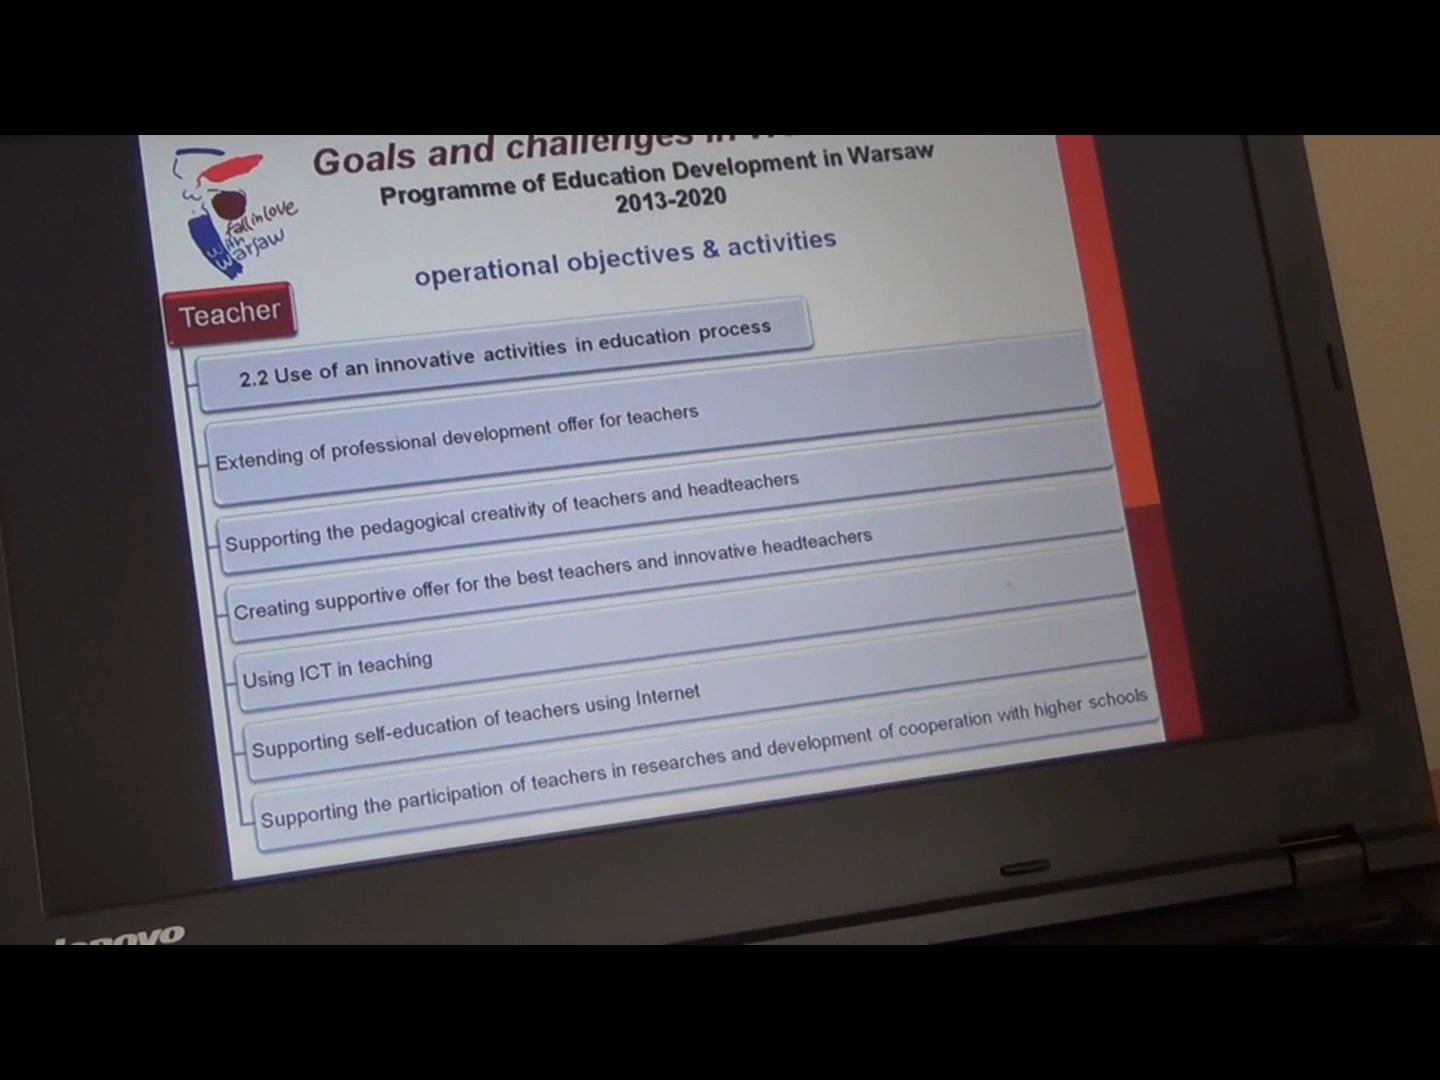 Goals and challenges in
Programme of Education Development in Warsaw
2013-2020
fall in love
with
Warsaw
operational objectives & activities
Teacher
2.2 Use of an innovative activities in education process
Extending of professional development offer for teachers
Supporting the pedagogical creativity of teachers and headteachers
Creating supportive offer for the best teachers and innovative headteachers
Using ICT in teaching
Supporting self-education of teachers using Internet
Supporting the participation of teachers in researches and development of cooperation with higher schools
lenovo